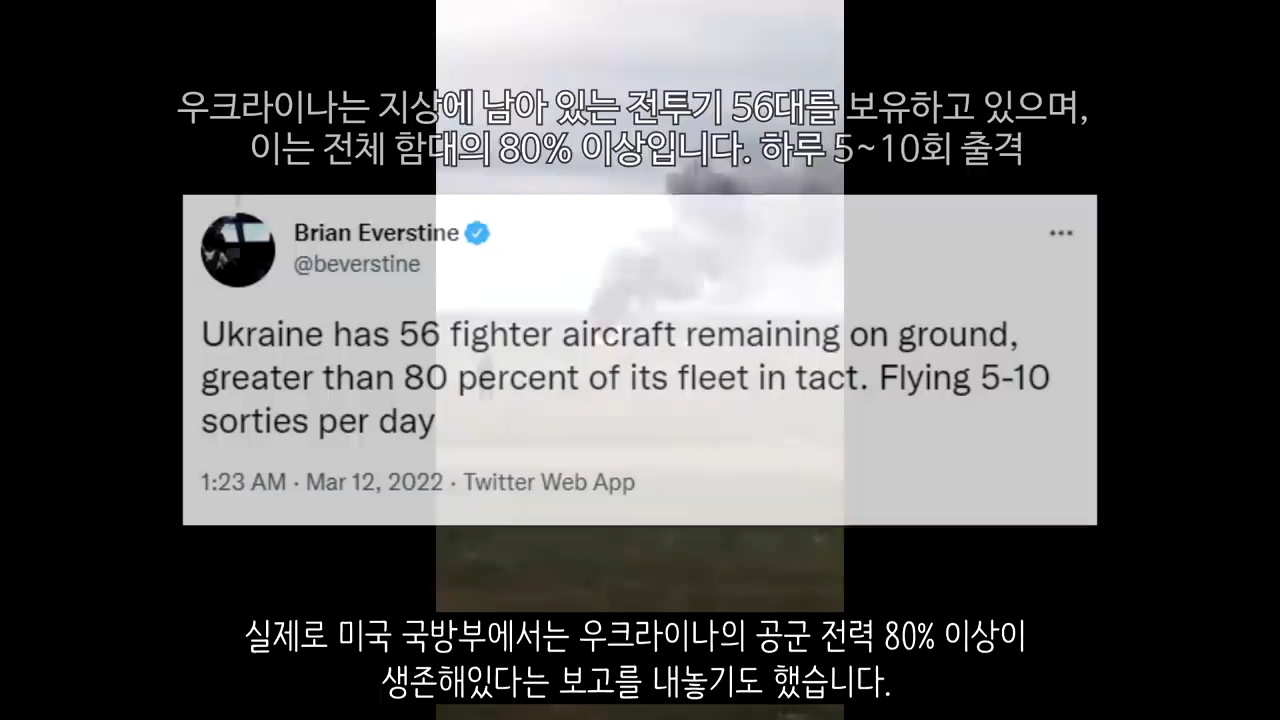 우크라이나는 지상에 남아 있는 전투기 56대를 보유하고 있으며,
이는 전체 함대의 80% 이상입니다. 하루 5~10회 출격
Brian Everstine
@beverstine
Ukraine has 56 fighter aircraft remaining on ground,
greater than 80 percent of its fleet in tact. Flying 5-10
sorties per day
1:23 AM · Mar 12, 2022 · Twitter Web App
실제로 미국 국방부에서는 우크라이나의 공군 전력 80% 이상이
생존해있다는 보고를 내놓기도 했습니다.